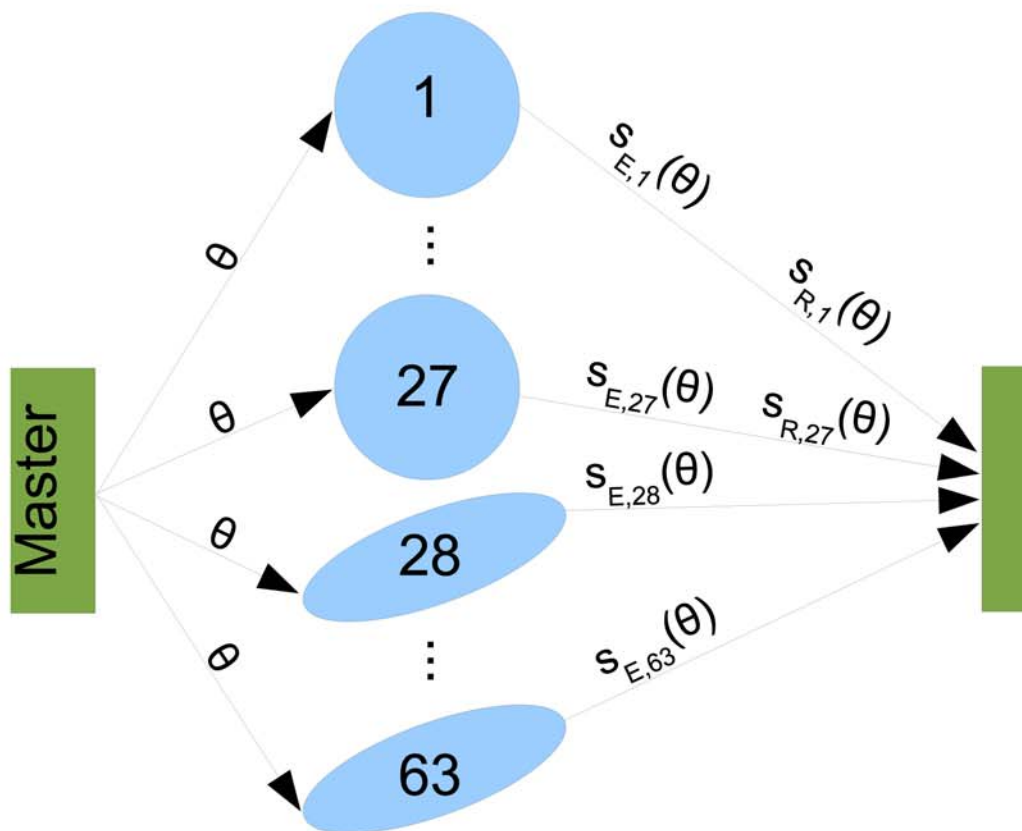 1
s_E,1(θ)
s_R,1(θ)
θ
⋮
27
s_E,27(θ)
s_R,27(θ)
θ
Master
s_E,28(θ)
θ
28
⋮
θ
s_E,63(θ)
63